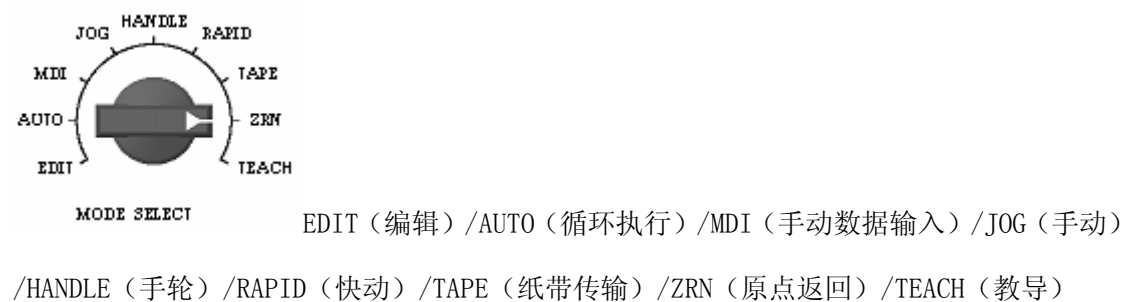 HANDLE
JOG
RAPID
MDI
TAPE
AUTO
ZRN
EDIT
TEACH
MODE SELECT
EDIT（编辑）/AUTO（循环执行）/MDI（手动数据输入）/JOG（手动）
/HANDLE（手轮）/RAPID（快动）/TAPE（纸带传输）/ZRN（原点返回）/TEACH（教导）